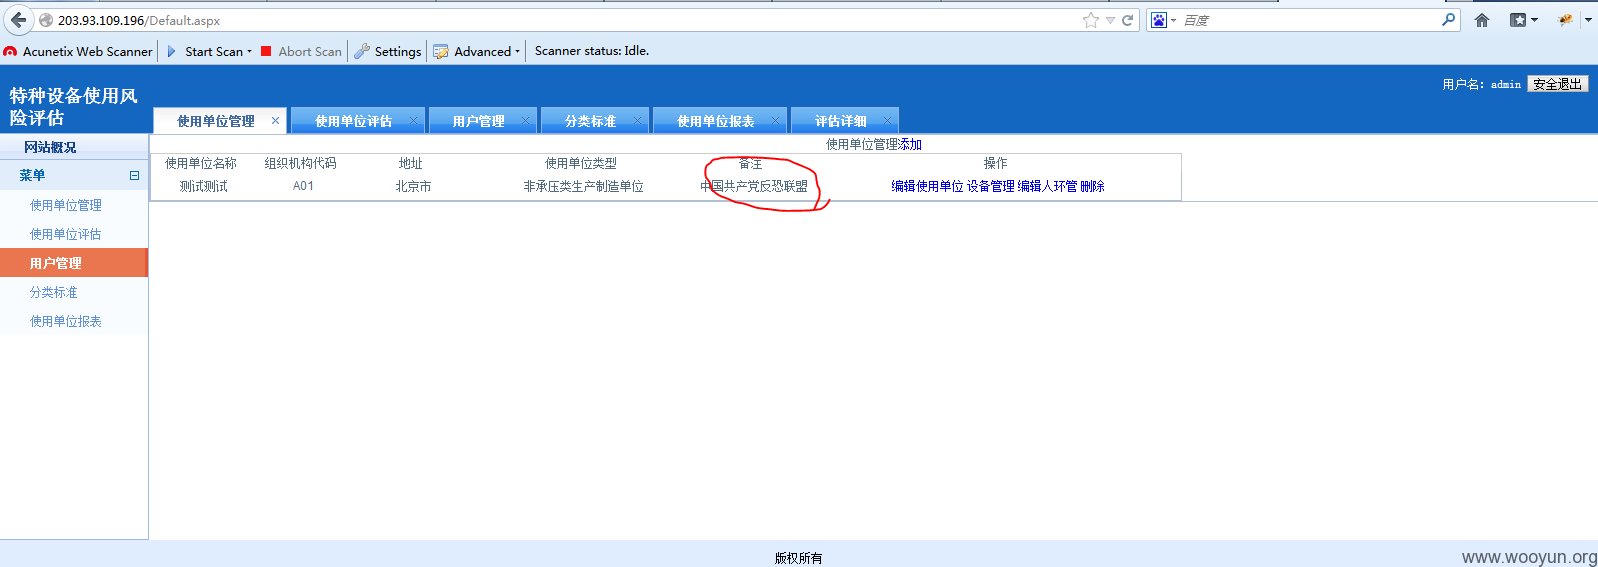 203.93.109.196/Default.aspx
百度
Acunetix Web Scanner Start Scan Abort Scan Settings Advanced Scanner status: Idle.
用户名：admin 安全退出
特种设备使用风
险评估
使用单位管理 使用单位评估 用户管理 分类标准 使用单位报表 评估详细
网站概况
菜单
使用单位管理
使用单位评估
用户管理
分类标准
使用单位报表
使用单位管理添加
使用单位名称 组织机构代码 地址 使用单位类型 备注 操作
测试测试 A01 北京市 非承压类生产制造单位 中国共产党反恐联盟 编辑使用单位 设备管理 编辑人环管 删除
版权所有
www.wooyun.org